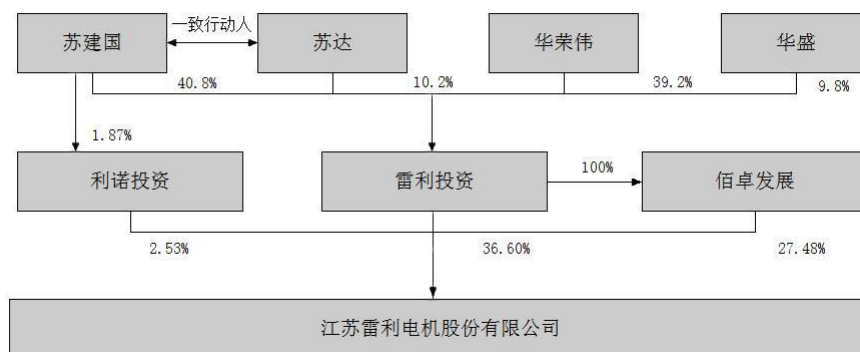 一致行动人
苏建国
苏达
华荣伟
华盛
40.8%
10.2%
39.2%
9.8%
1.87%
利诺投资
雷利投资
100%
佰卓发展
2.53%
36.60%
27.48%
江苏雷利电机股份有限公司